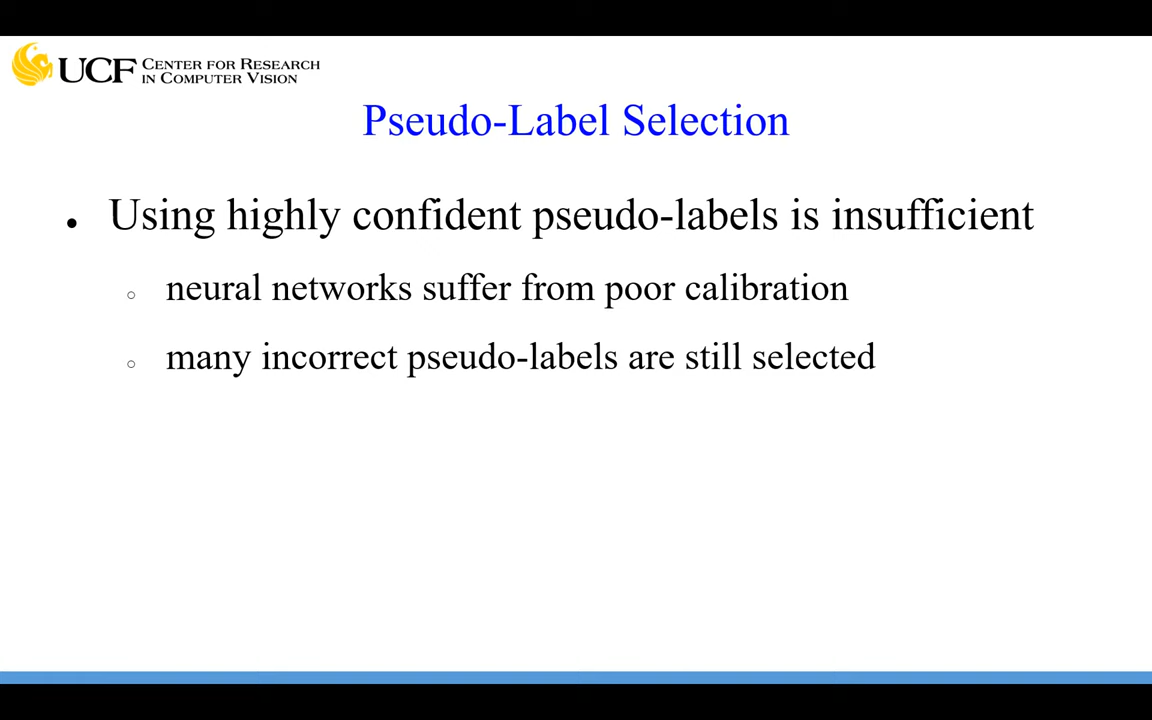 UCF CENTER FOR RESEARCH
IN COMPUTER VISION
Pseudo-Label Selection
• Using highly confident pseudo-labels is insufficient
○ neural networks suffer from poor calibration
○ many incorrect pseudo-labels are still selected